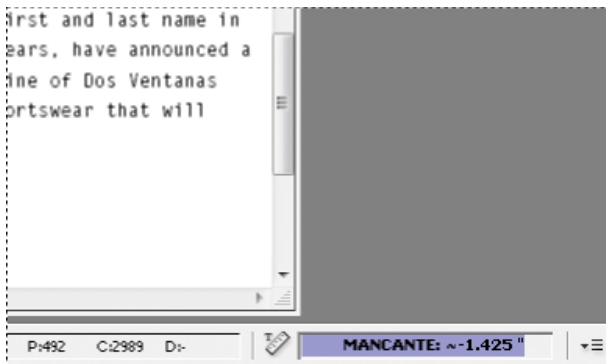 first and last name in
ears, have announced a
ine of Dos Ventanas
ortswear that will
P:492 C:2989 D:- MANCANTE: ~-1.425 "